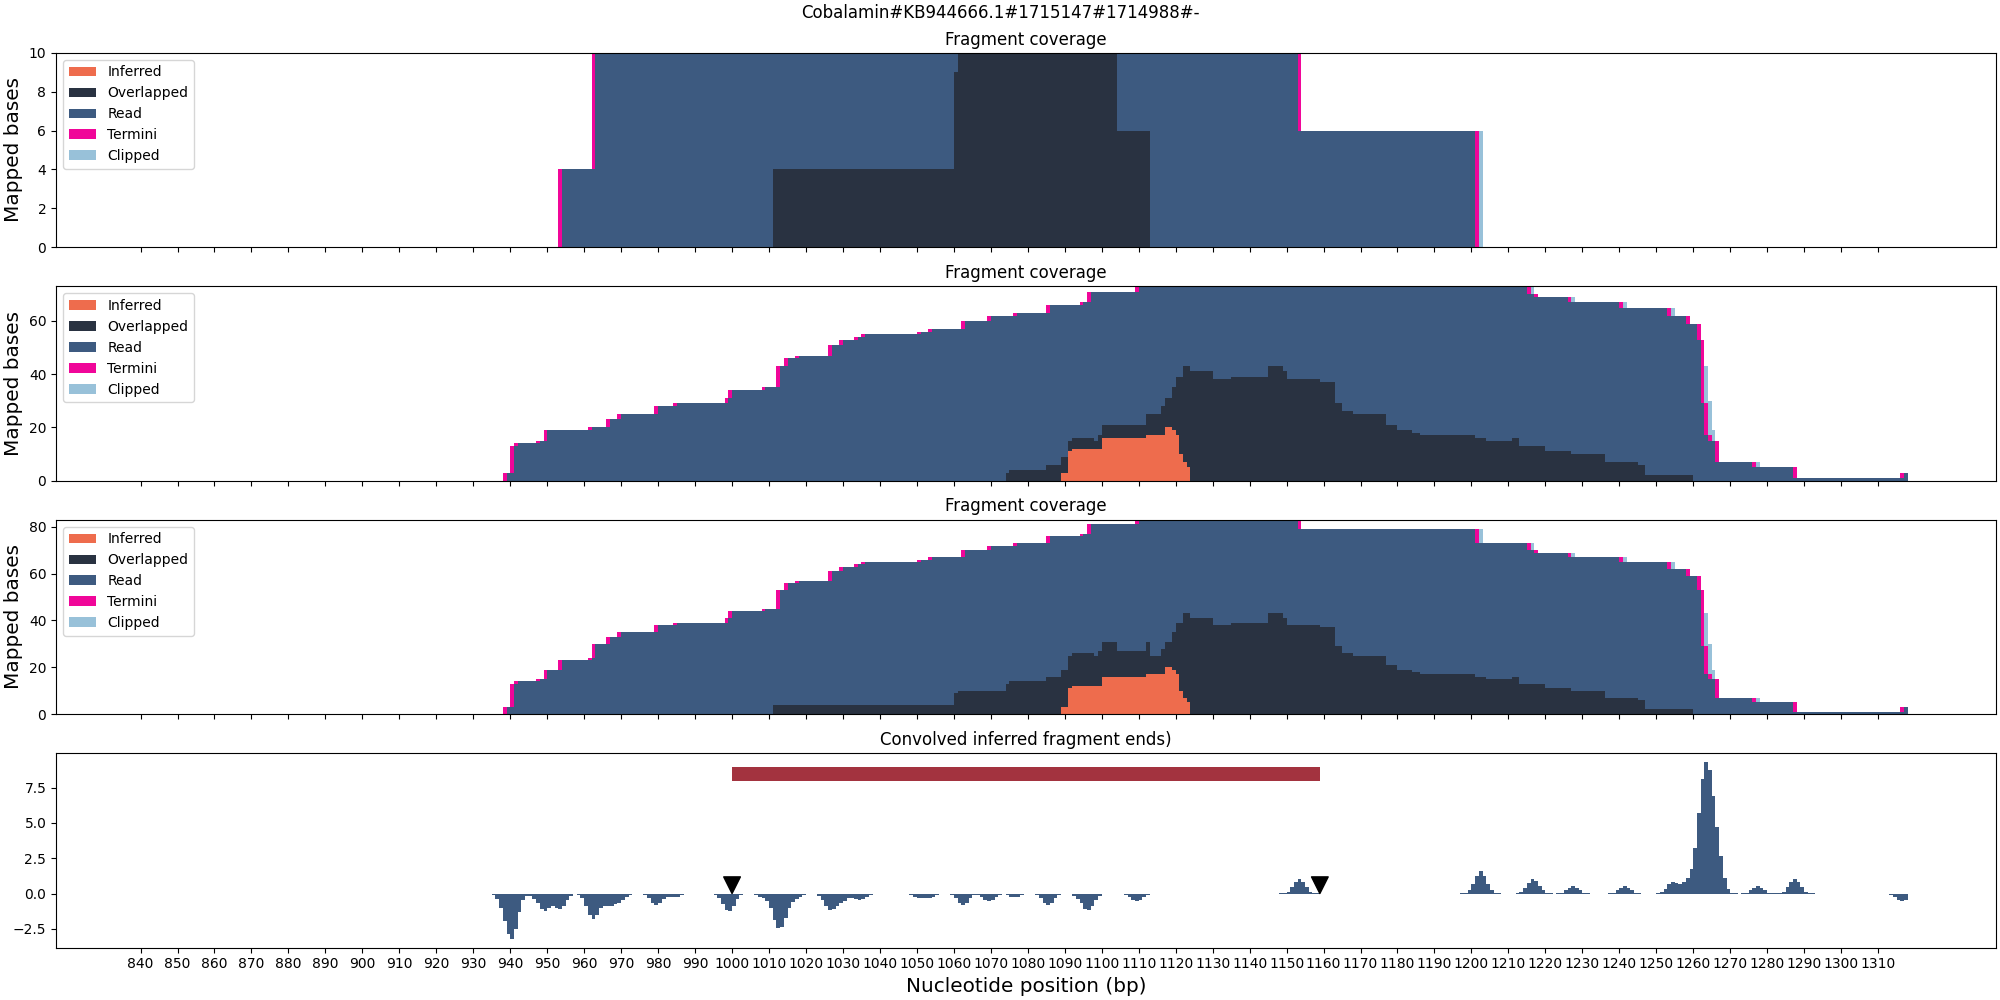 Cobalamin#KB944666.1#1715147#1714988#-
Fragment coverage
Mapped bases
10
8
6
4
2
0
Inferred
Overlapped
Read
Termini
Clipped
Fragment coverage
Mapped bases
60
40
20
0
Inferred
Overlapped
Read
Termini
Clipped
Fragment coverage
Mapped bases
80
60
40
20
0
Inferred
Overlapped
Read
Termini
Clipped
Convolved inferred fragment ends)
7.5
5.0
2.5
0.0
−2.5
840 850 860 870 880 890 900 910 920 930 940 950 960 970 980 990 1000 1010 1020 1030 1040 1050 1060 1070 1080 1090 1100 1110 1120 1130 1140 1150 1160 1170 1180 1190 1200 1210 1220 1230 1240 1250 1260 1270 1280 1290 1300 1310
Nucleotide position (bp)